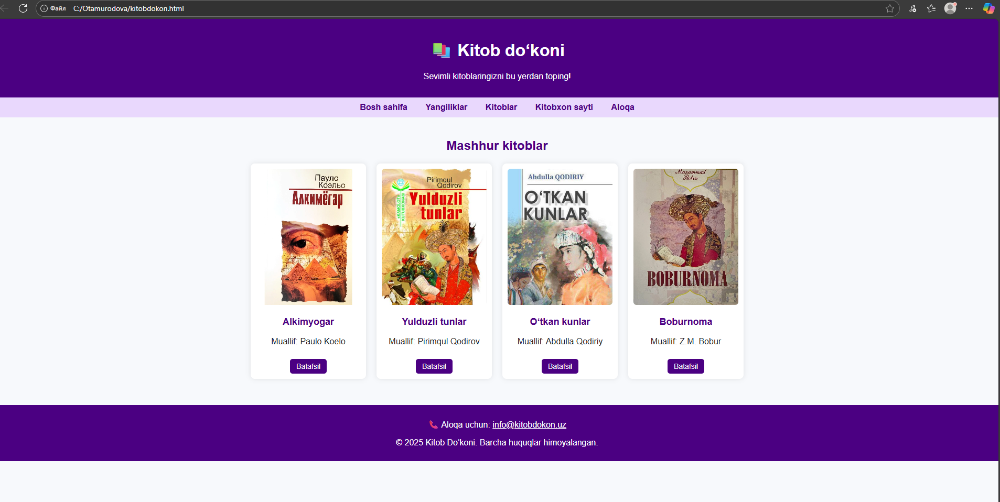 Файл C:/Otamurodova/kitobdokon.html
Kitob do‘koni
Sevimli kitoblaringizni bu yerdan toping!
Bosh sahifa Yangiliklar Kitoblar Kitobxon sayti Aloqa
Mashhur kitoblar
Пауло
Коэльо
Алкимёгар
Pirimqul
Qodirov
Yulduzli
tunlar
«KAMOLOT»
KUTUBXONASI
Abdulla QODIRIY
O‘TKAN
KUNLAR
Muxammad
Bobur
BOBURNOMA
Alkimyogar
Muallif: Paulo Koelo
Batafsil
Yulduzli tunlar
Muallif: Pirimqul Qodirov
Batafsil
O‘tkan kunlar
Muallif: Abdulla Qodiriy
Batafsil
Boburnoma
Muallif: Z.M. Bobur
Batafsil
Aloqa uchun: info@kitobdokon.uz
© 2025 Kitob Do‘koni. Barcha huquqlar himoyalangan.